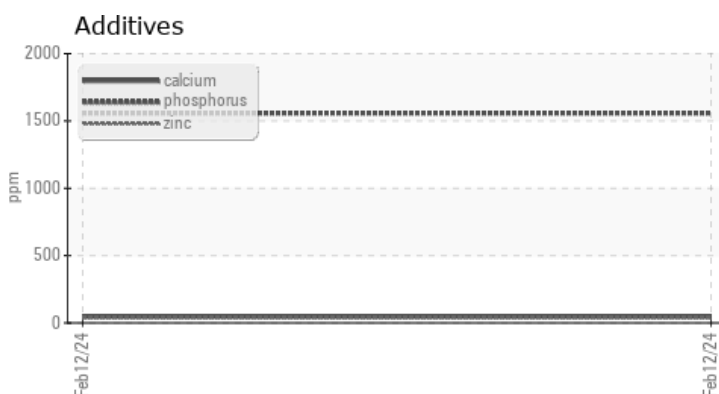 Additives
2000
calcium
phosphorus
1500
zinc
ppm
1000
500
0
Feb12/24
Feb12/24